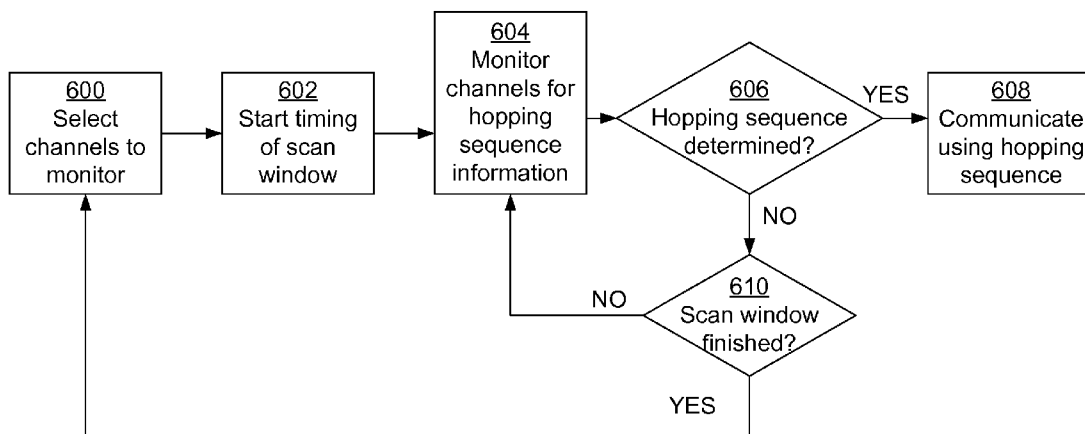 600
Select
channels to
monitor
602
Start timing
of scan
window
604
Monitor
channels for
hopping
sequence
information
606
Hopping sequence
determined?
YES
608
Communicate
using hopping
sequence
NO
610
Scan window
finished?
NO
YES